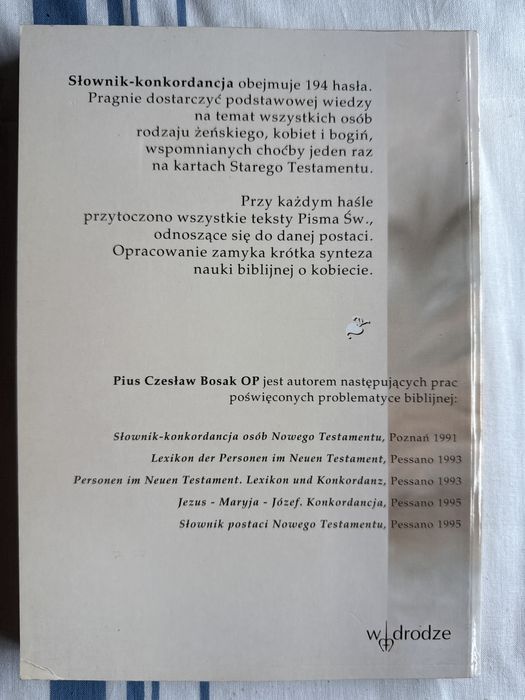 Słownik-konkordancja obejmuje 194 hasła.
Pragnie dostarczyć podstawowej wiedzy
na temat wszystkich osób
rodzaju żeńskiego, kobiet i bogiń,
wspomnianych choćby jeden raz
na kartach Starego Testamentu.
Przy każdym haśle
przytoczono wszystkie teksty Pisma Św.,
odnoszące się do danej postaci.
Opracowanie zamyka krótka synteza
nauki biblijnej o kobiecie.
Pius Czesław Bosak OP jest autorem następujących prac
poświęconych problematyce biblijnej:
Słownik-konkordancja osób Nowego Testamentu, Poznań 1991
Lexikon der Personen im Neuen Testament, Pessano 1993
Personen im Neuen Testament. Lexikon und Konkordanz, Pessano 1993
Jezus - Maryja - Józef. Konkordancja, Pessano 1995
Słownik postaci Nowego Testamentu, Pessano 1995
w drodze